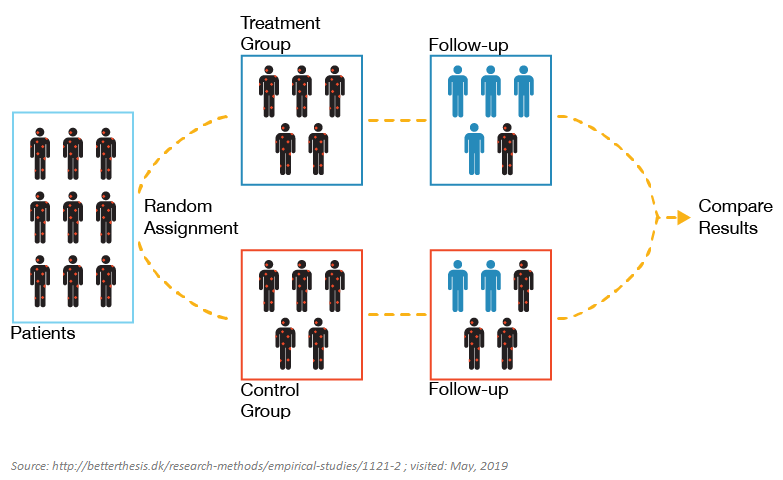 Treatment
Group
Follow-up
Random
Assignment
Compare
Results
Patients
Control
Group
Follow-up
Source: http://betterthesis.dk/research-methods/empirical-studies/1121-2 ; visited: May, 2019